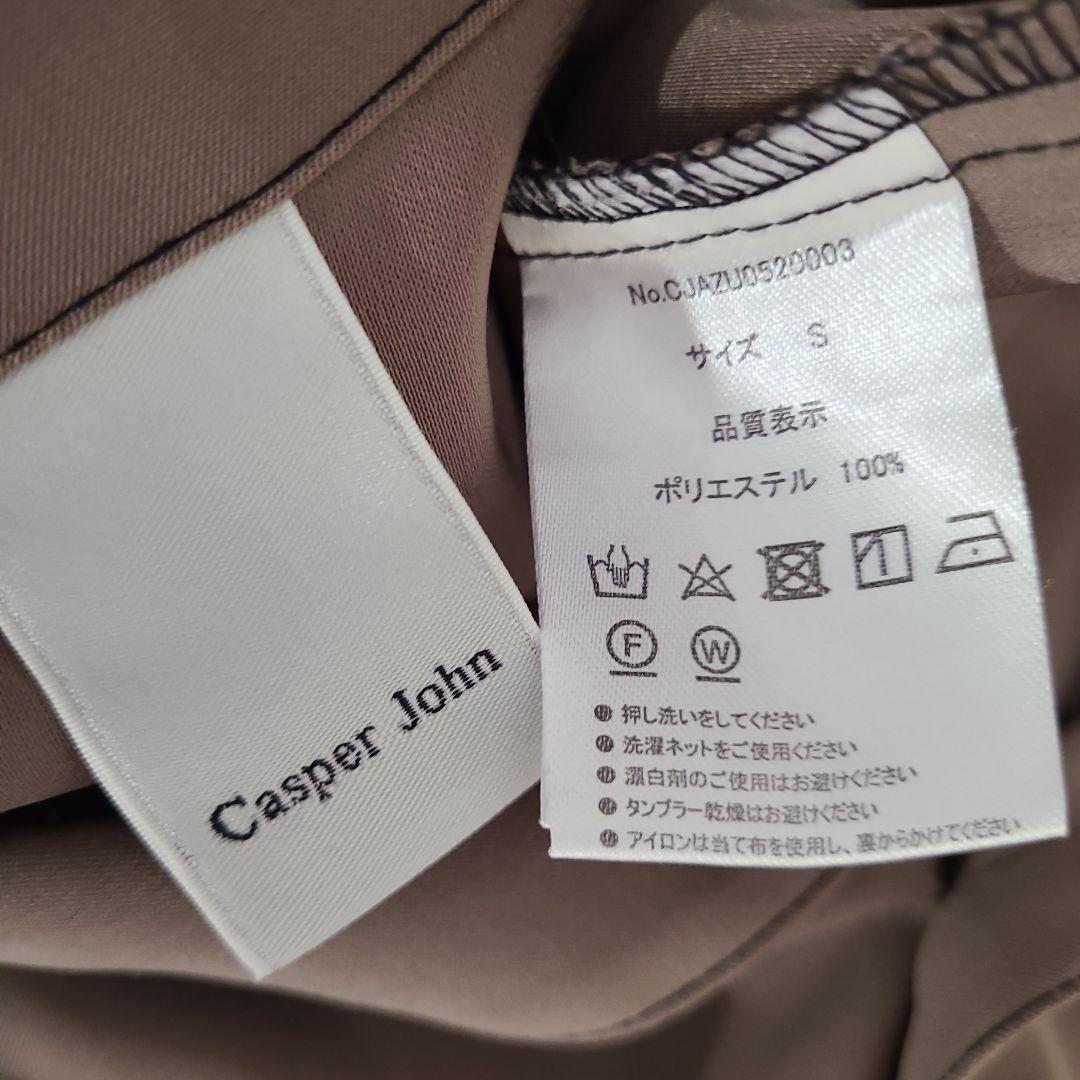 Casper John
No.CJAZU0520003
サイズ S
品質表示
ポリエステル 100%
F W
●押し洗いをしてください
●洗濯ネットをご使用ください
●漂白剤のご使用はお避けください
●タンブラー乾燥はお避けください
●アイロンは当て布を使用し、裏からかけてください